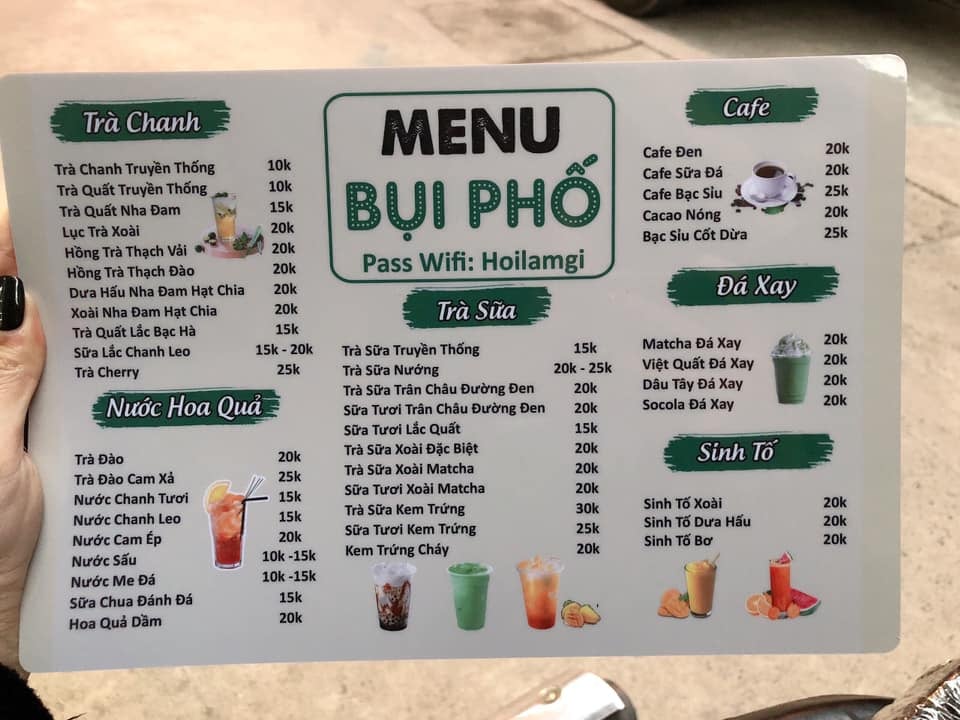 Trà Chanh
Trà Chanh Truyền Thống 10k
Trà Quất Truyền Thống 10k
Trà Quất Nha Đam 15k
Lục Trà Xoài 20k
Hồng Trà Thạch Vải 20k
Hồng Trà Thạch Đào 20k
Dưa Hấu Nha Đam Hạt Chia 20k
Xoài Nha Đam Hạt Chia 20k
Trà Quất Lắc Bạc Hà 15k
Sữa Lắc Chanh Leo 15k - 20k
Trà Cherry 25k
Nước Hoa Quả
Trà Đào 20k
Trà Đào Cam Xả 25k
Nước Chanh Tươi 15k
Nước Chanh Leo 15k
Nước Cam Ép 20k
Nước Sấu 10k -15k
Nước Me Đá 10k -15k
Sữa Chua Đánh Đá 15k
Hoa Quả Dầm 20k
MENU
BỤI PHỐ
Pass Wifi: Hoilamgi
Trà Sữa
Trà Sữa Truyền Thống 15k
Trà Sữa Nướng 20k - 25k
Trà Sữa Trân Châu Đường Đen 20k
Sữa Tươi Trân Châu Đường Đen 20k
Sữa Tươi Lắc Quất 15k
Trà Sữa Xoài Đặc Biệt 20k
Trà Sữa Xoài Matcha 20k
Sữa Tươi Xoài Matcha 20k
Trà Sữa Kem Trứng 30k
Sữa Tươi Kem Trứng 25k
Kem Trứng Cháy 20k
Cafe
Cafe Đen 20k
Cafe Sữa Đá 20k
Cafe Bạc Sỉu 25k
Cacao Nóng 20k
Bạc Sỉu Cốt Dừa 25k
Đá Xay
Matcha Đá Xay 20k
Việt Quất Đá Xay 20k
Dâu Tây Đá Xay 20k
Socola Đá Xay 20k
Sinh Tố
Sinh Tố Xoài 20k
Sinh Tố Dưa Hấu 20k
Sinh Tố Bơ 20k